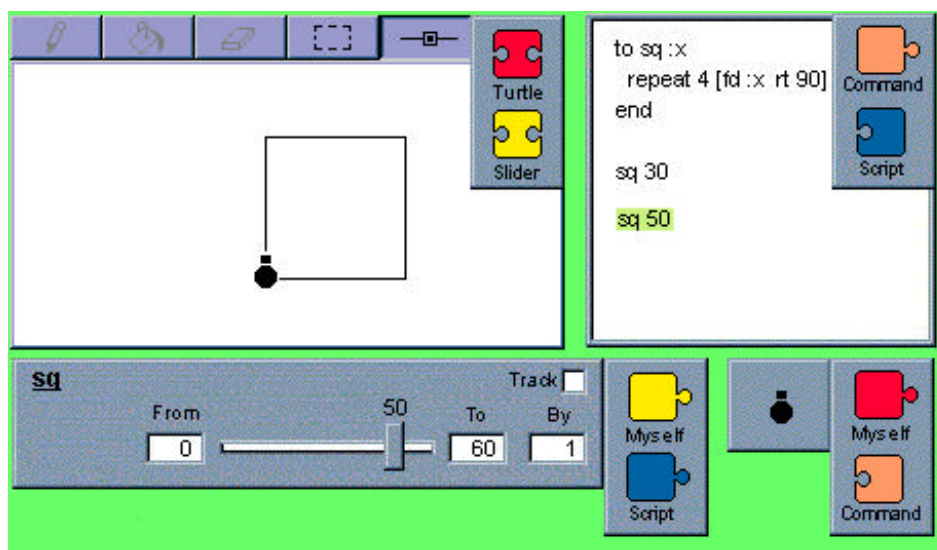 Turtle
Slider
to sq :x
repeat 4 [fd :x rt 90]
end
sq 30
sq 50
Command
Script
sq
Track
From
50
To
By
0
60
1
Myself
Script
Myself
Command